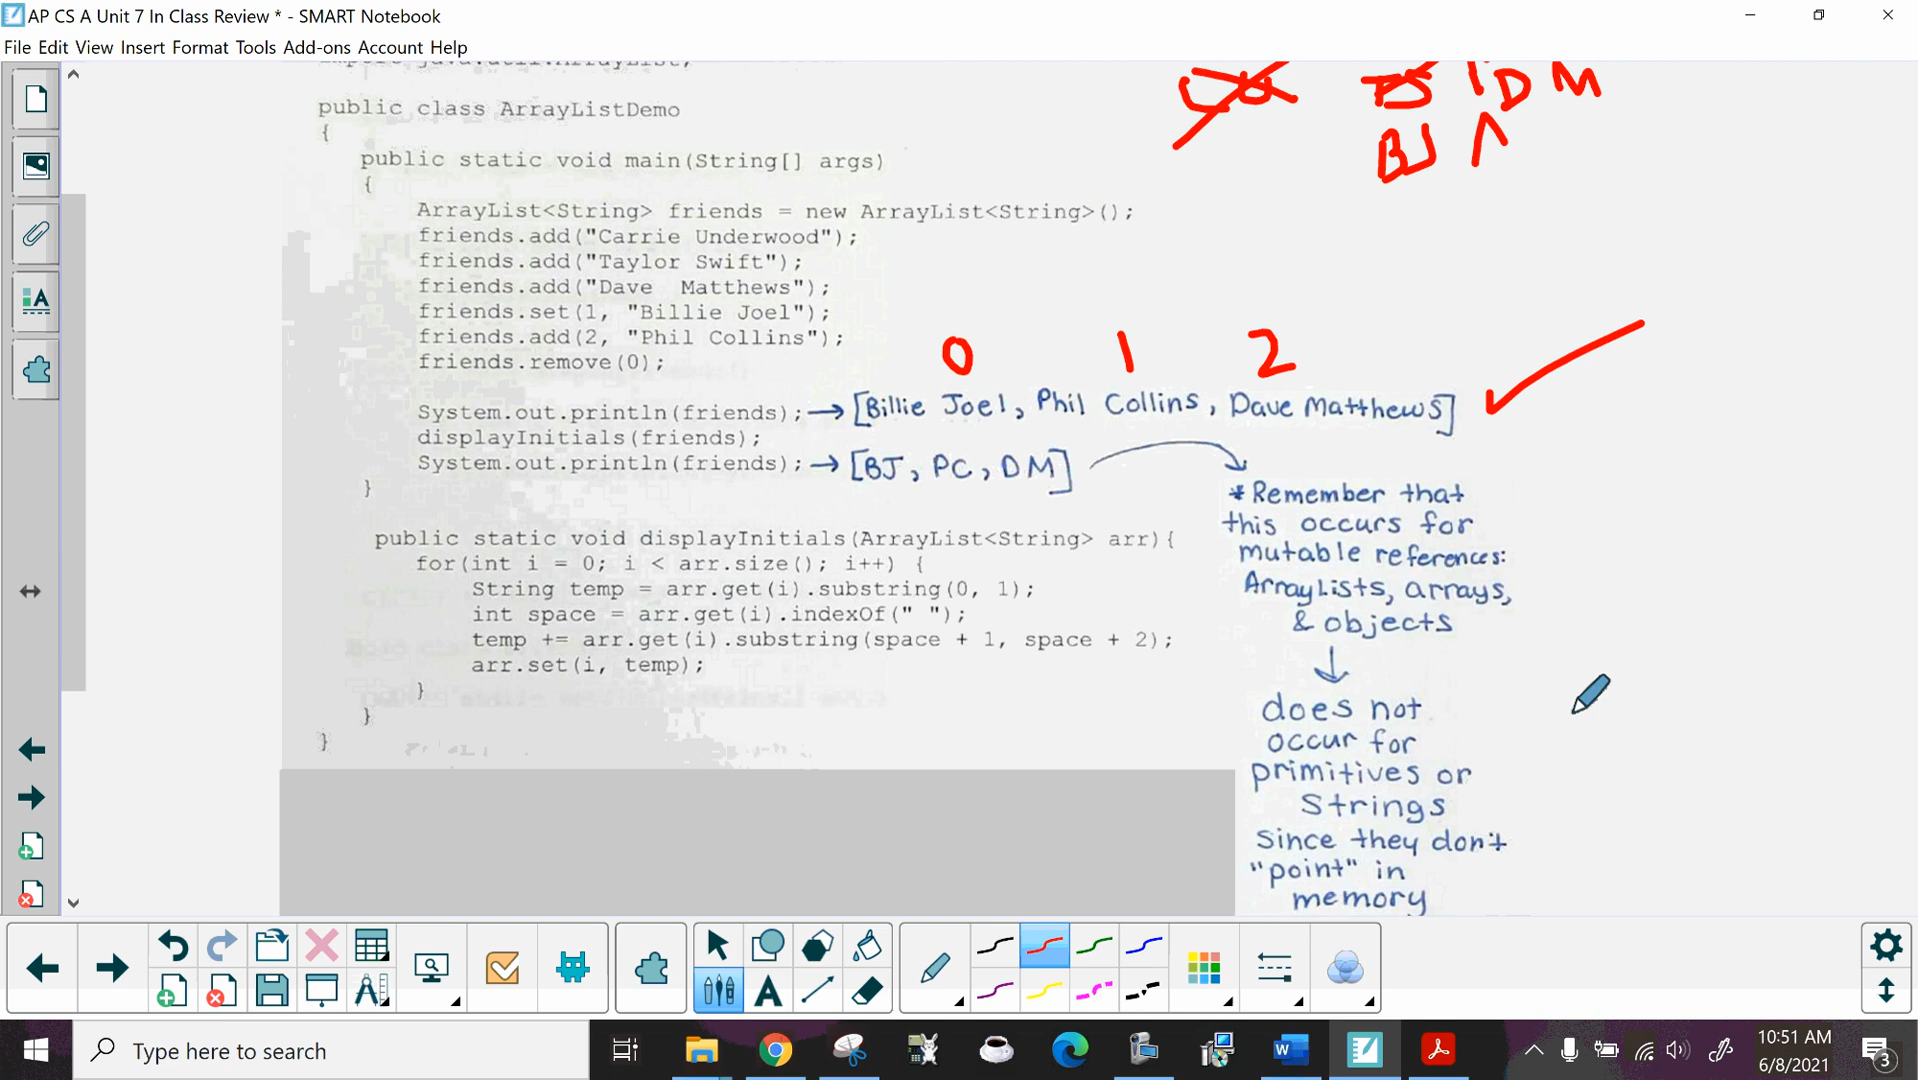 AP CS A Unit 7 In Class Review * - SMART Notebook
File Edit View Insert Format Tools Add-ons Account Help
import java.util.ArrayList;
public class ArrayListDemo
{
public static void main(String[] args)
{
ArrayList<String> friends = new ArrayList<String>();
friends.add("Carrie Underwood");
friends.add("Taylor Swift");
friends.add("Dave  Matthews");
friends.set(1, "Billie Joel");
friends.add(2, "Phil Collins");
friends.remove(0);
DM
BJ
0 1 2
System.out.println(friends); → [Billie Joel, Phil Collins, Dave Matthews]
displayInitials(friends);
System.out.println(friends); → [BJ, PC, DM]
}
public static void displayInitials(ArrayList<String> arr){
for(int i = 0; i < arr.size(); i++) {
String temp = arr.get(i).substring(0, 1);
int space = arr.get(i).indexOf(" ");
temp += arr.get(i).substring(space + 1, space + 2);
arr.set(i, temp);
}
}
}
*Remember that
this occurs for
mutable references:
ArrayLists, arrays,
& objects
↓
does not
occur for
primitives or
Strings
Since they don't
"point" in
memory
Type here to search
10:51 AM
6/8/2021
3